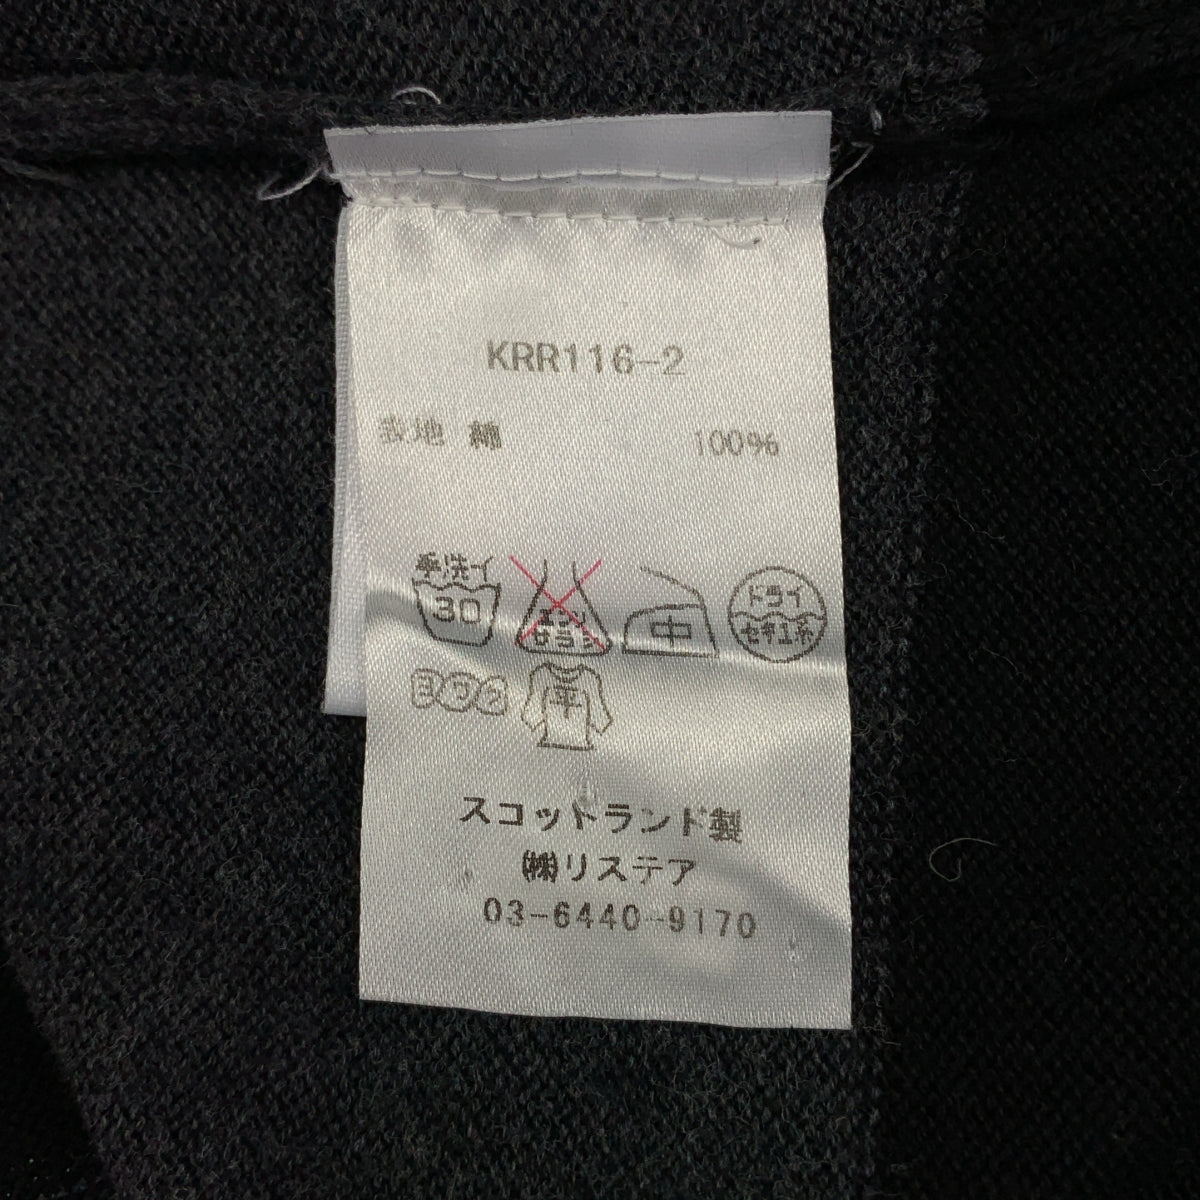 KRR116-2
表地 綿 100%
手洗イ 30 エンソ サラシ 中 ドライ セキユ系
ヨワク 平
スコットランド製
㈱リステア
03-6440-9170